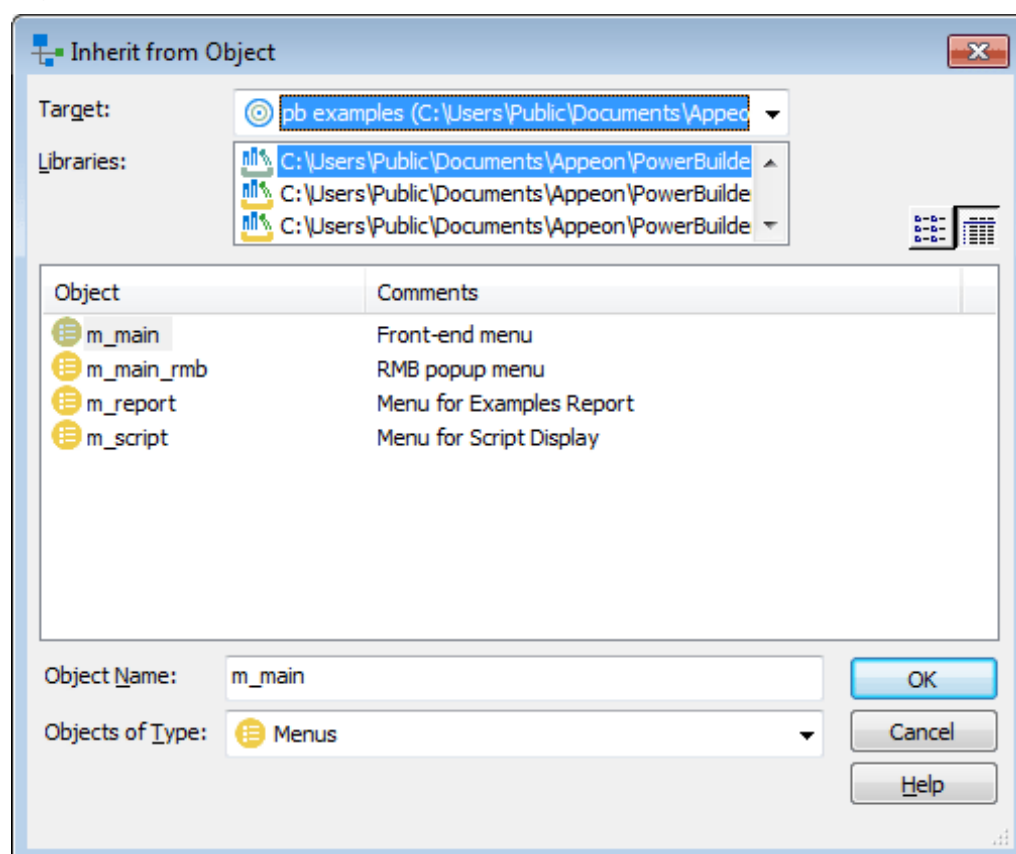 Inherit from Object
Target:
pb examples (C:\Users\Public\Documents\Apped
Libraries:
C:\Users\Public\Documents\Appeon\PowerBuilde
C:\Users\Public\Documents\Appeon\PowerBuilde
C:\Users\Public\Documents\Appeon\PowerBuilde
Object Comments
m_main Front-end menu
m_main_rmb RMB popup menu
m_report Menu for Examples Report
m_script Menu for Script Display
Object Name: m_main
OK
Objects of Type: Menus
Cancel
Help